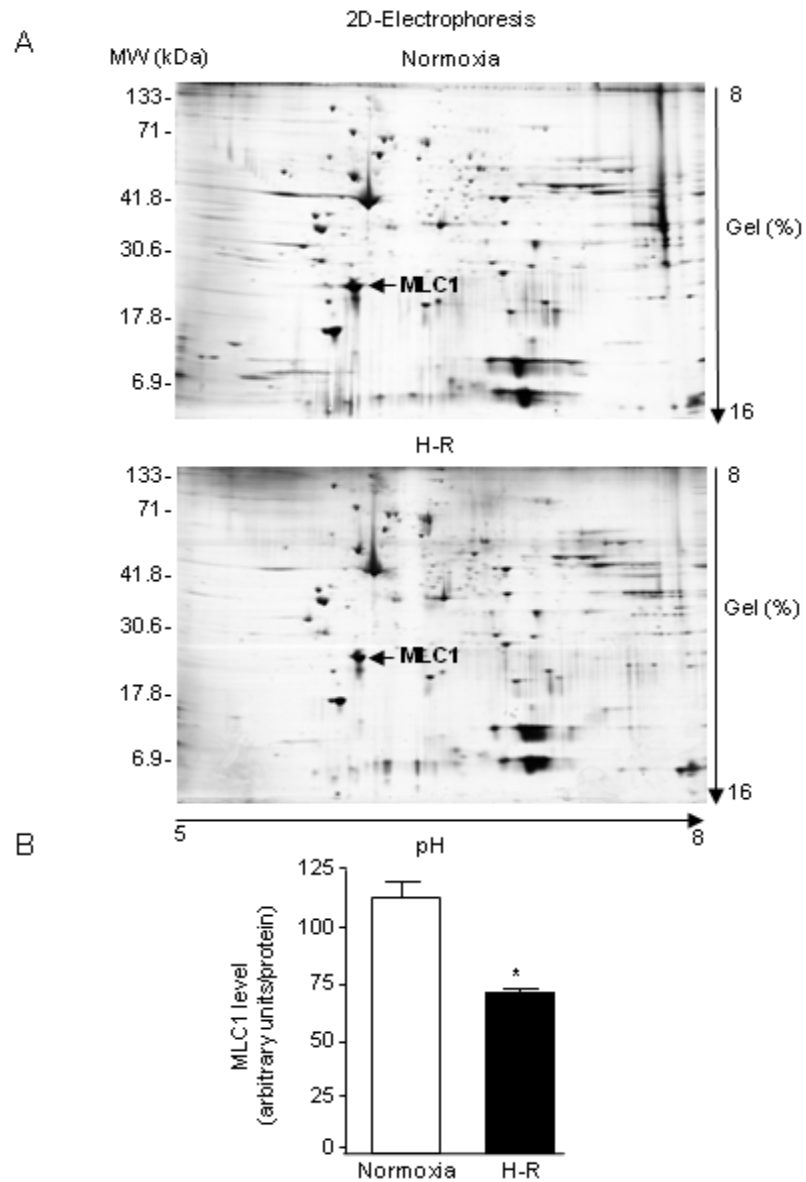 2D-Electrophoresis
A
MW (kDa)
Normoxia
133-
71-
41.8-
30.6-
17.8-
6.9-
MLC1
8
Gel (%)
16
H-R
133-
71-
41.8-
30.6-
17.8-
6.9-
MLC1
8
Gel (%)
16
5
8
pH
B
MLC1 level
(arbitrary units/protein)
125
100
75
50
25
0
*
Normoxia
H-R